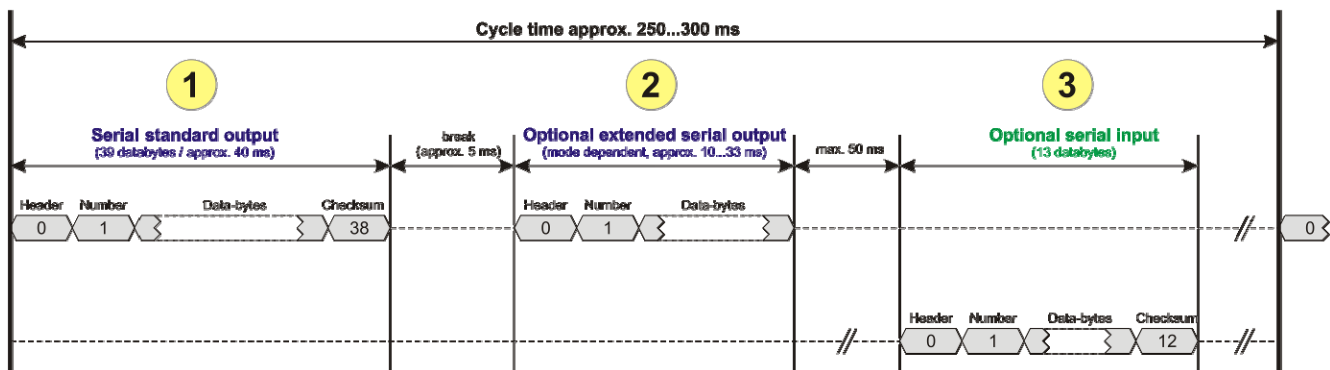 Cycle time approx. 250...300 ms
1
2
3
Serial standard output
(39 databytes / approx. 40 ms)
break
(approx. 5 ms)
Optional extended serial output
(mode dependent, approx. 10...33 ms)
max. 50 ms
Optional serial input
(13 databytes)
Header Number Data-bytes Checksum
0 1 38
Header Number Data-bytes
0 1
0
Header Number Data-bytes Checksum
0 1 12